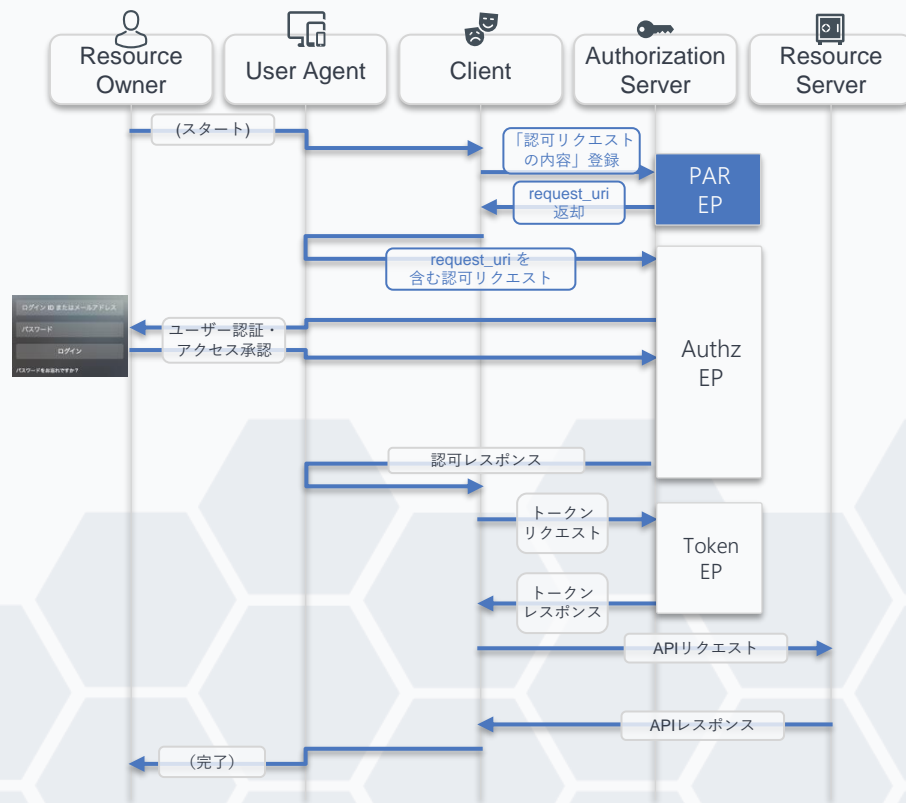 Resource
Owner
User Agent
Client
Authorization
Server
Resource
Server
(スタート)
「認可リクエスト
の内容」登録
PAR
EP
request_uri
返却
request_uri を
含む認可リクエスト
ログイン ID またはメールアドレス
パスワード
ログイン
パスワードをお忘れですか？
ユーザー認証・
アクセス承認
Authz
EP
認可レスポンス
トークン
リクエスト
Token
EP
トークン
レスポンス
APIリクエスト
APIレスポンス
（完了）